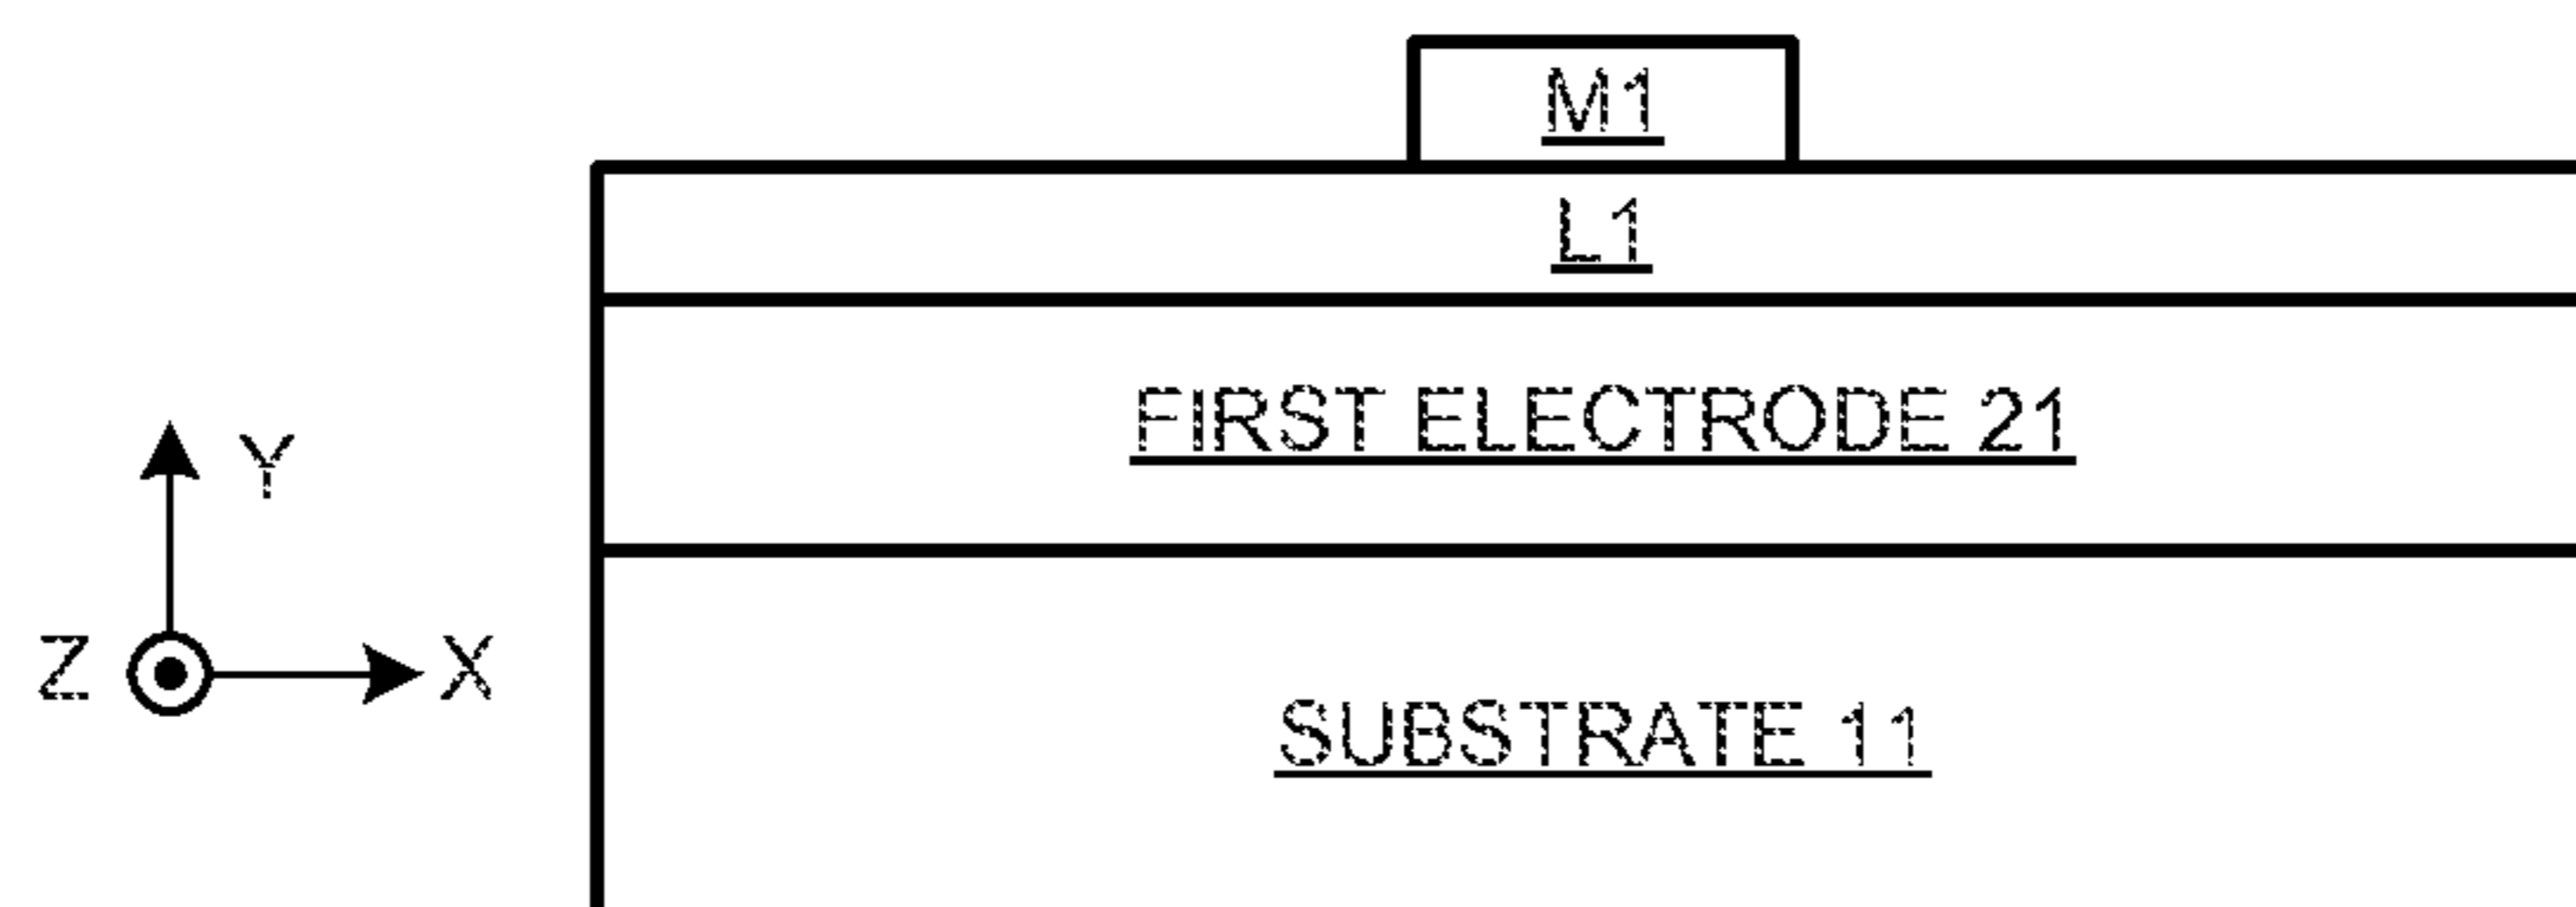 M1
L1
FIRST ELECTRODE 21
Y
Z X
SUBSTRATE 11